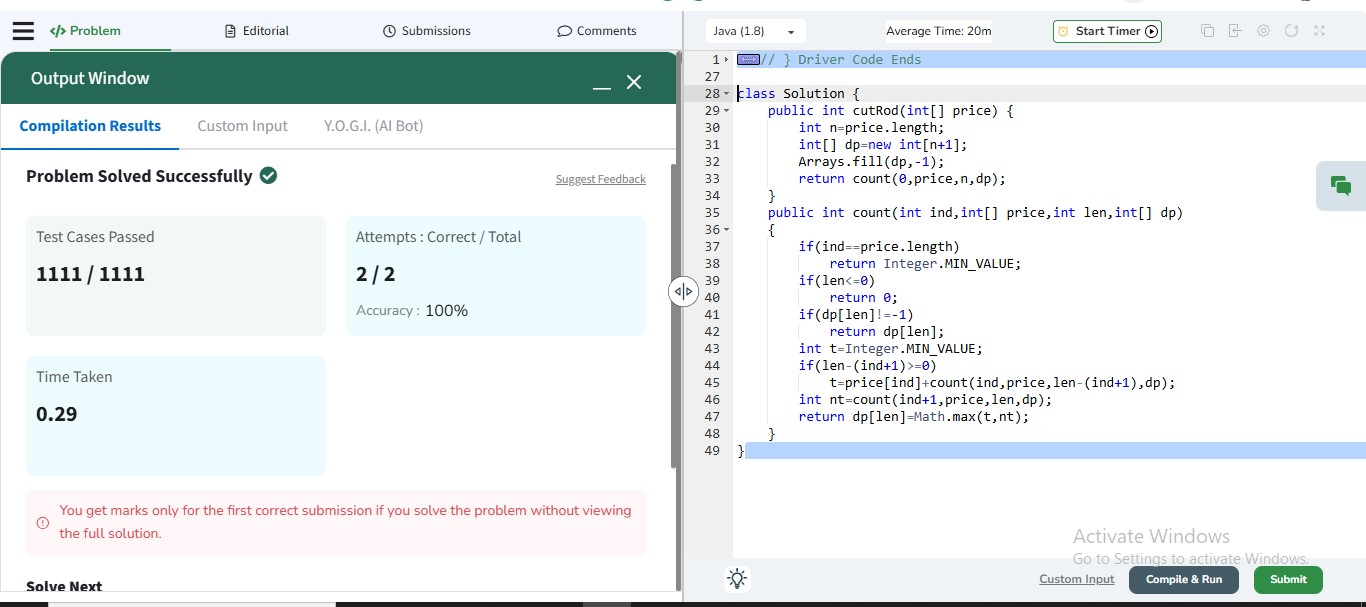 </> Problem
Editorial
Submissions
Comments
Output Window
Compilation Results
Custom Input
Y.O.G.I. (AI Bot)
Problem Solved Successfully
Suggest Feedback
Test Cases Passed
1111 / 1111
Attempts : Correct / Total
2 / 2
Accuracy : 100%
Time Taken
0.29
You get marks only for the first correct submission if you solve the problem without viewing
the full solution.
Solve Next
Java (1.8)
Average Time: 20m
Start Timer
1 // } Driver Code Ends
27
28 class Solution {
29 public int cutRod(int[] price) {
30 int n=price.length;
31 int[] dp=new int[n+1];
32 Arrays.fill(dp,-1);
33 return count(0,price,n,dp);
34 }
35 public int count(int ind,int[] price,int len,int[] dp)
36 {
37 if(ind==price.length)
38 return Integer.MIN_VALUE;
39 if(len<=0)
40 return 0;
41 if(dp[len]!=-1)
42 return dp[len];
43 int t=Integer.MIN_VALUE;
44 if(len-(ind+1)>=0)
45 t=price[ind]+count(ind,price,len-(ind+1),dp);
46 int nt=count(ind+1,price,len,dp);
47 return dp[len]=Math.max(t,nt);
48 }
49 }
Activate Windows
Go to Settings to activate Windows.
Custom Input
Compile & Run
Submit